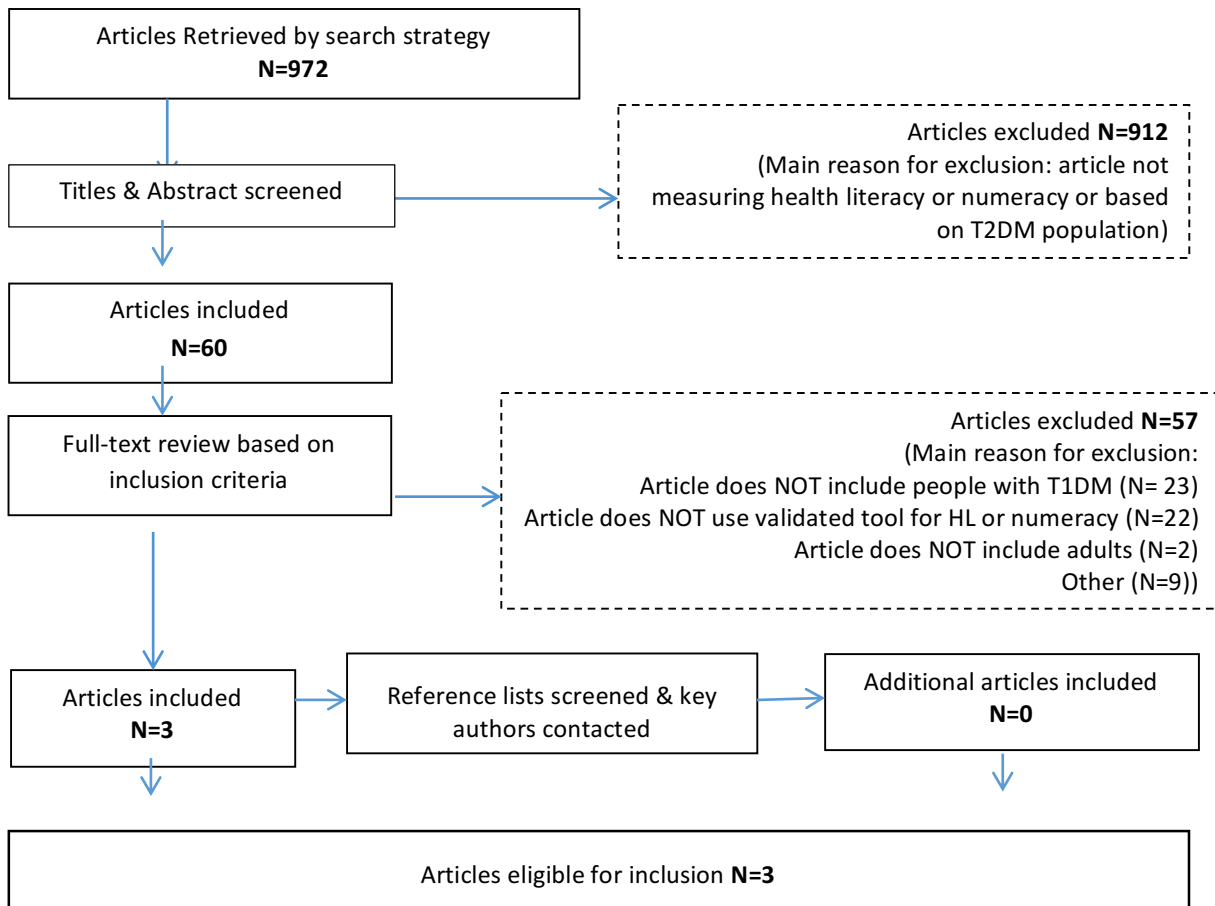 Articles Retrieved by search strategy
N=972
Articles excluded N=912
(Main reason for exclusion: article not
measuring health literacy or numeracy or based
on T2DM population)
Titles & Abstract screened
Articles included
N=60
Full-text review based on
inclusion criteria
Articles excluded N=57
(Main reason for exclusion:
Article does NOT include people with T1DM (N= 23)
Article does NOT use validated tool for HL or numeracy (N=22)
Article does NOT include adults (N=2)
Other (N=9))
Articles included
N=3
Reference lists screened & key
authors contacted
Additional articles included
N=0
Articles eligible for inclusion N=3